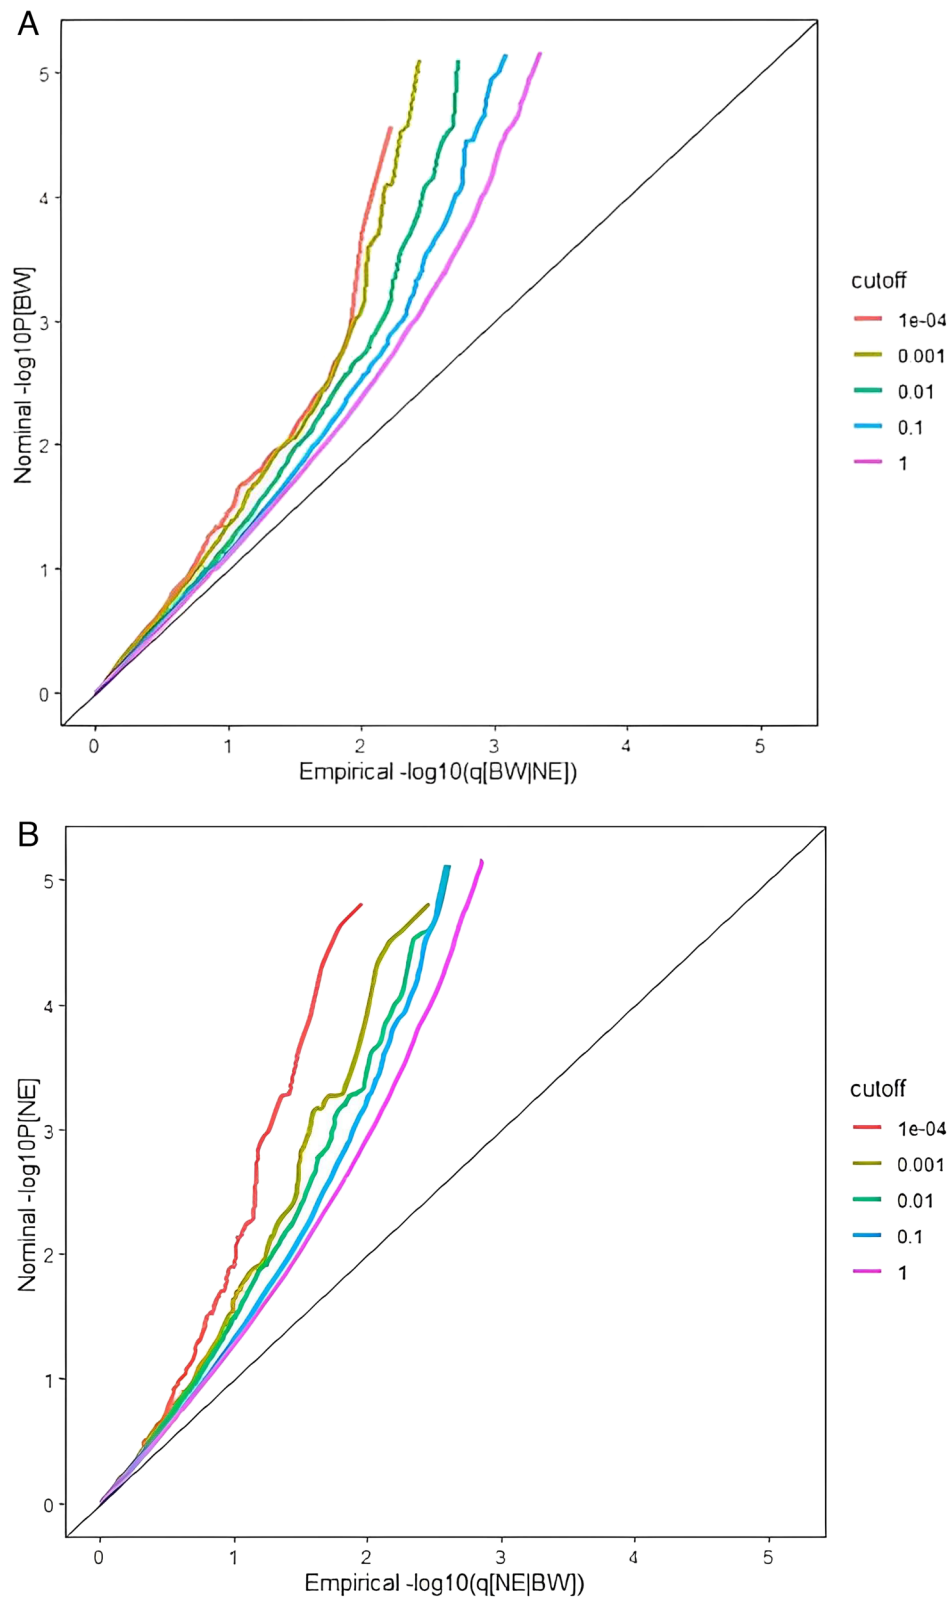 A
5
4
3
2
1
0
Nominal -log10P[BW]
0 1 2 3 4 5
Empirical -log10(q[BW|NE])
cutoff
1e-04
0.001
0.01
0.1
1
B
5
4
3
2
1
0
Nominal -log10P[NE]
0 1 2 3 4 5
Empirical -log10(q[NE|BW])
cutoff
1e-04
0.001
0.01
0.1
1